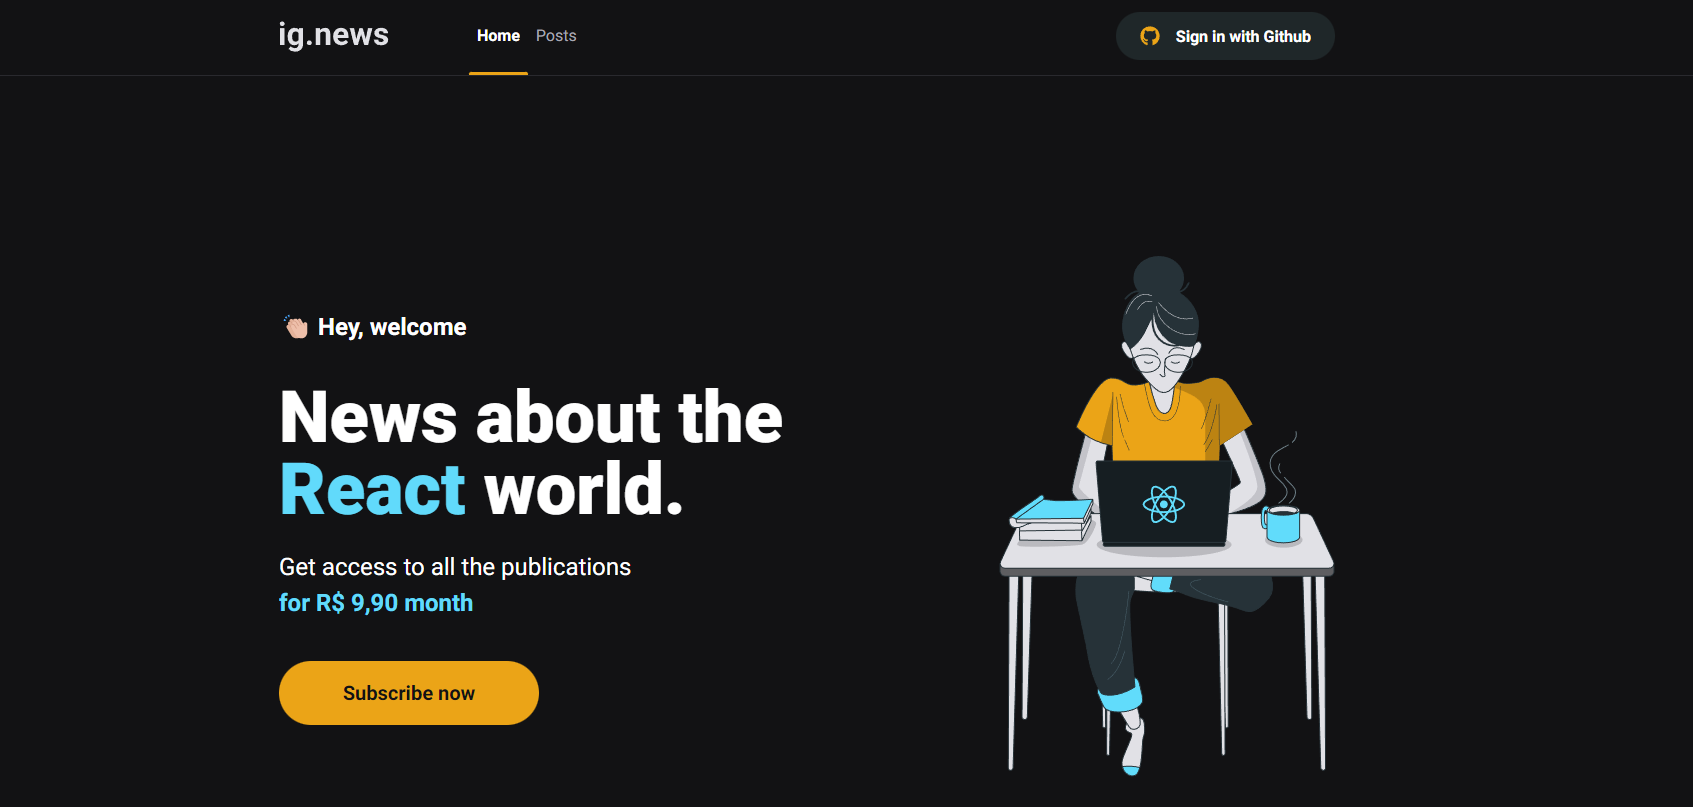 ig.news
Home
Posts
Sign in with Github
👏🏻 Hey, welcome
News about the
React world.
Get access to all the publications
for R$ 9,90 month
Subscribe now